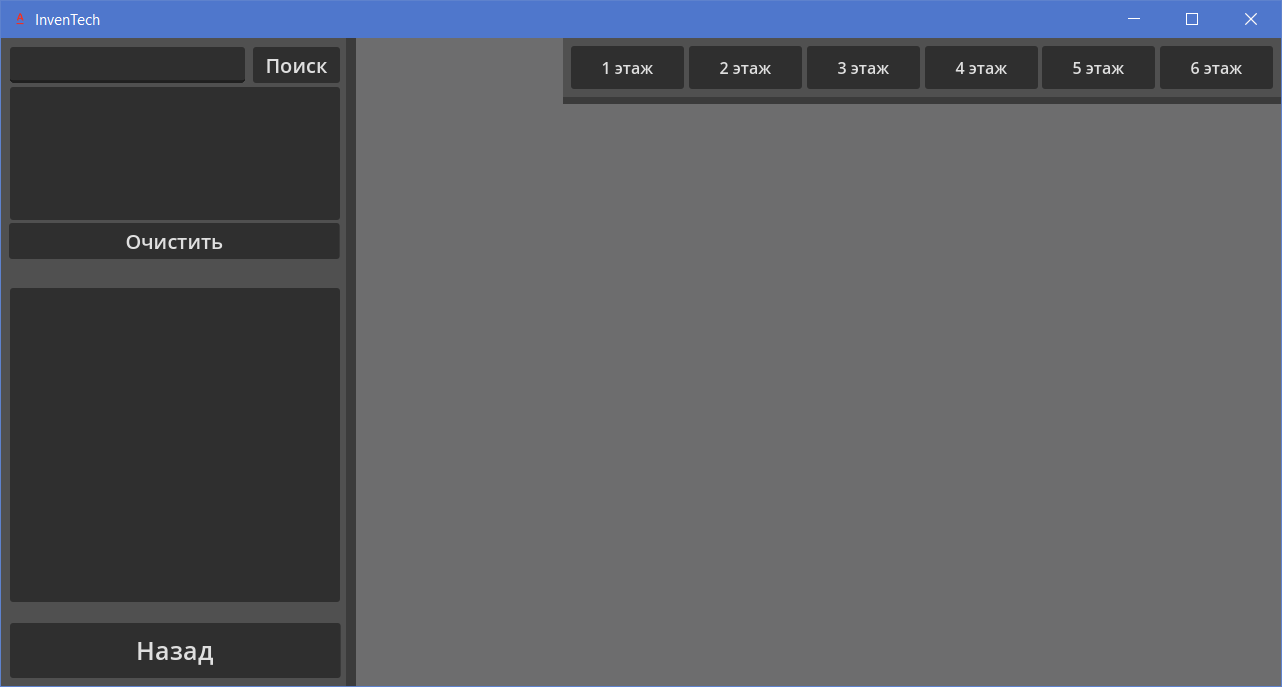 InvenTech
Поиск
1 этаж
2 этаж
3 этаж
4 этаж
5 этаж
6 этаж
Очистить
Назад